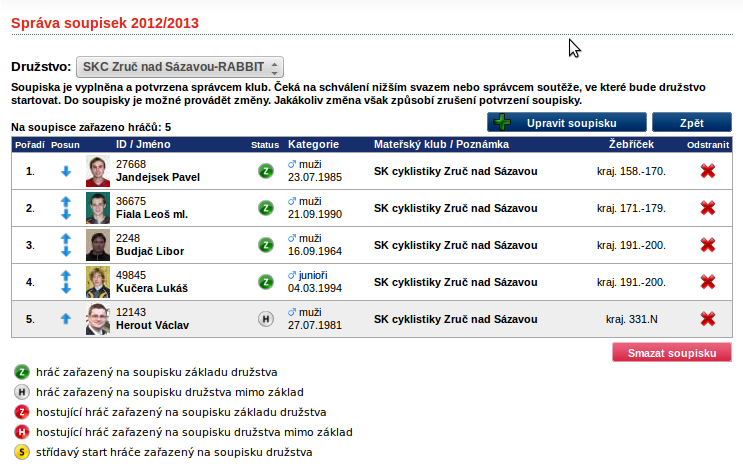 Správa soupisek 2012/2013
Družstvo: SKC Zruč nad Sázavou-RABBIT
Soupiska je vyplněna a potvrzena správcem klub. Čeká na schválení nižším svazem nebo správcem soutěže, ve které bude družstvo
startovat. Do soupisky je možné provádět změny. Jakákoliv změna však způsobí zrušení potvrzení soupisky.
Na soupisce zařazeno hráčů: 5
Upravit soupisku Zpět
Pořadí Posun ID / Jméno Status Kategorie Mateřský klub / Poznámka Žebříček Odstranit
27668 ♂ muži
1. Z SK cyklistiky Zruč nad Sázavou kraj. 158.-170.
Jandejsek Pavel 23.07.1985
36675 ♂ muži
2. Z SK cyklistiky Zruč nad Sázavou kraj. 171.-179.
Fiala Leoš ml. 21.09.1990
2248 ♂ muži
3. Z SK cyklistiky Zruč nad Sázavou kraj. 191.-200.
Budjač Libor 16.09.1964
49845 ♂ junioři
4. Z SK cyklistiky Zruč nad Sázavou kraj. 191.-200.
Kučera Lukáš 04.03.1994
12143 ♂ muži
5. H SK cyklistiky Zruč nad Sázavou kraj. 331.N
Herout Václav 27.07.1981
Smazat soupisku
Z hráč zařazený na soupisku základu družstva
H hráč zařazený na soupisku družstva mimo základ
Z hostující hráč zařazený na soupisku základu družstva
H hostující hráč zařazený na soupisku družstva mimo základ
S střídavý start hráče zařazený na soupisku družstva